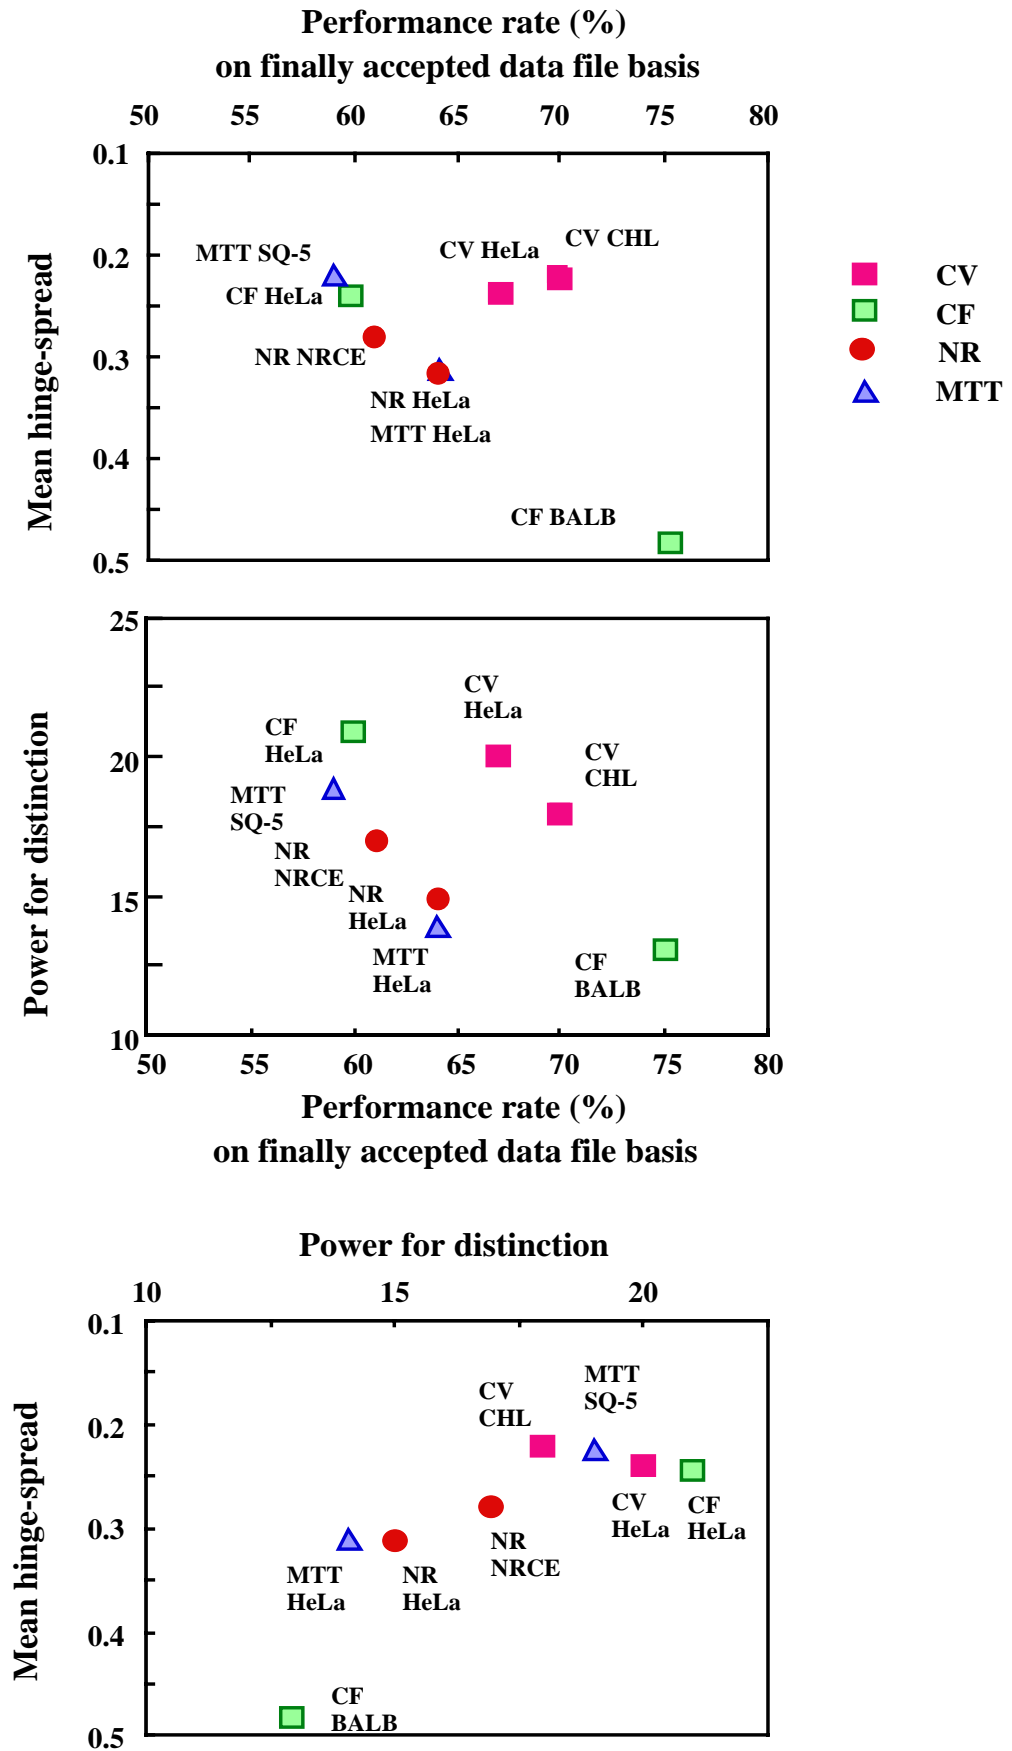 Performance rate (%)
on finally accepted data file basis
50 55 60 65 70 75 80
0.1
0.2
0.3
0.4
0.5
Mean hinge-spread
MTT SQ-5
CF HeLa
NR NRCE
NR HeLa
MTT HeLa
CV HeLa
CV CHL
CF BALB
CV
CF
NR
MTT
25
20
15
10
Power for distinction
CF
HeLa
MTT
SQ-5
NR
NRCE
NR
HeLa
MTT
HeLa
CV
HeLa
CV
CHL
CF
BALB
50 55 60 65 70 75 80
Performance rate (%)
on finally accepted data file basis
Power for distinction
10 15 20
0.1
0.2
0.3
0.4
0.5
Mean hinge-spread
CV
CHL
MTT
SQ-5
CV
HeLa
CF
HeLa
NR
NRCE
MTT
HeLa
NR
HeLa
CF
BALB